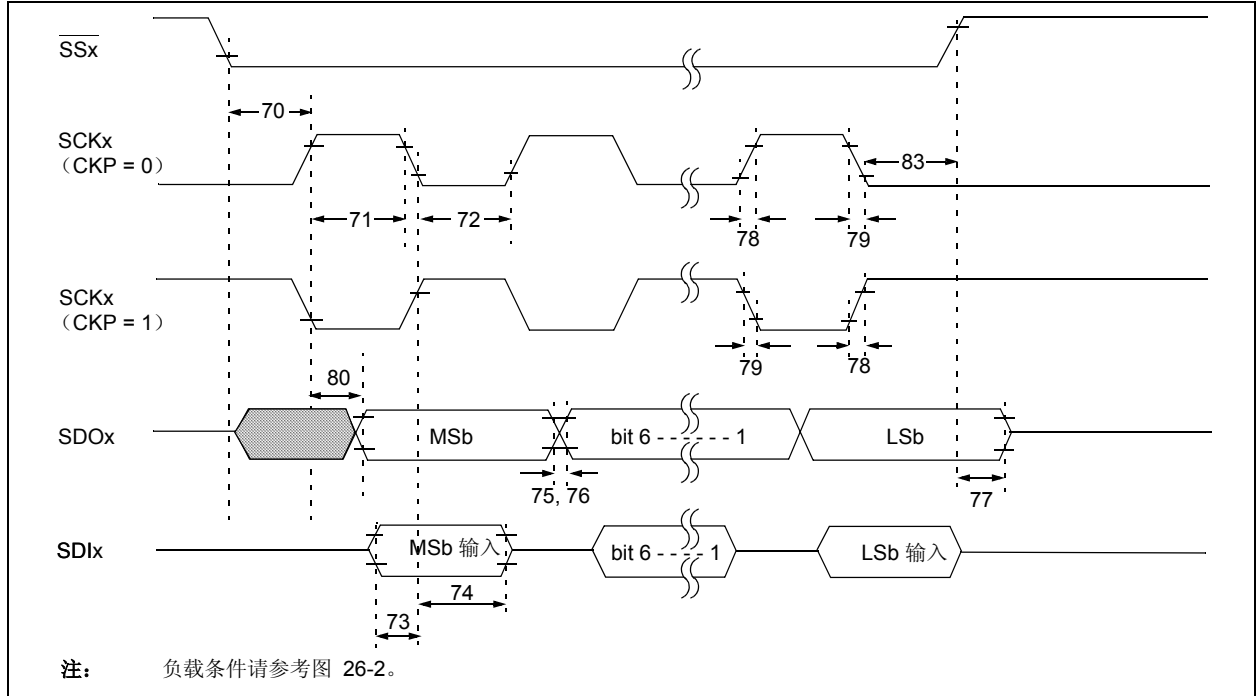 SSx
70
SCKx
（CKP = 0）
83
71
72
78
79
SCKx
（CKP = 1）
79
78
80
SDOx
MSb
bit 6 - - - - - - 1
LSb
75, 76
77
SDIx
MSb 输入
bit 6 - - - - 1
LSb 输入
74
73
注： 负载条件请参考图 26-2。